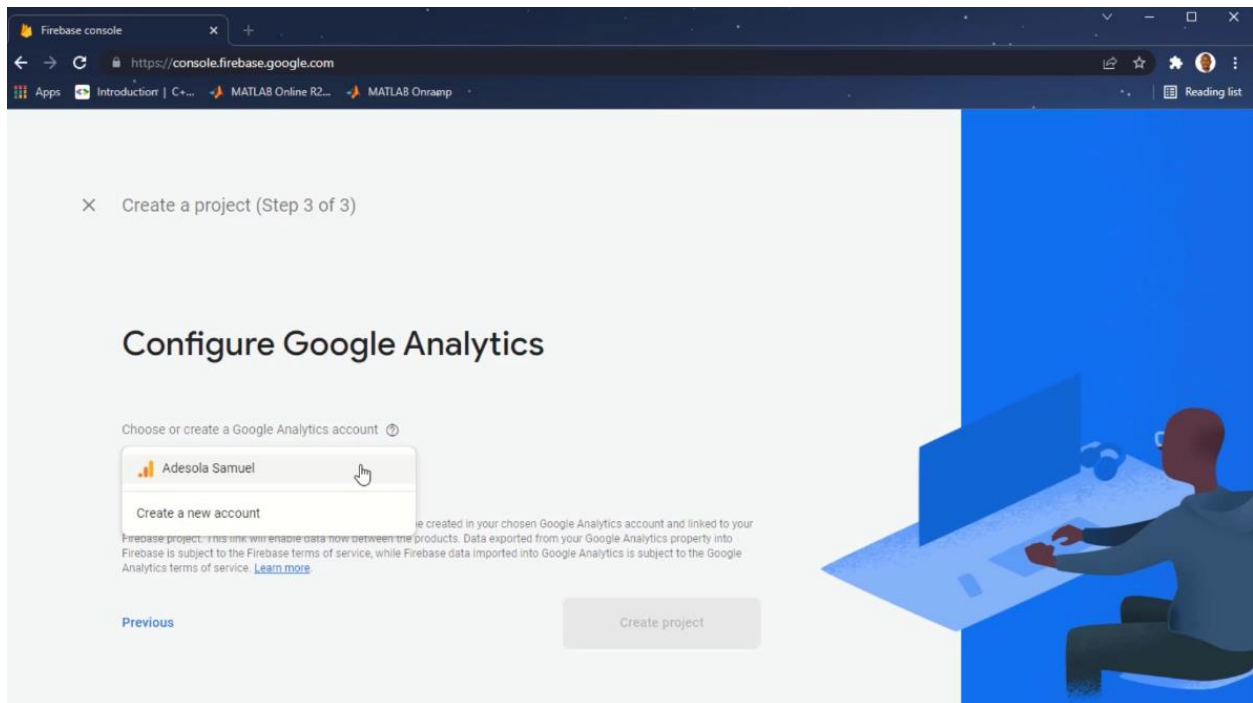 Firebase console
https://console.firebase.google.com
Apps Introduction | C+... MATLAB Online R2... MATLAB Onramp Reading list
Create a project (Step 3 of 3)
Configure Google Analytics
Choose or create a Google Analytics account
Adesola Samuel
Create a new account
created in your chosen Google Analytics account and linked to your
Firebase project. This link will enable data flow between the products. Data exported from your Google Analytics property into
Firebase is subject to the Firebase terms of service, while Firebase data imported into Google Analytics is subject to the Google
Analytics terms of service. Learn more.
Previous Create project